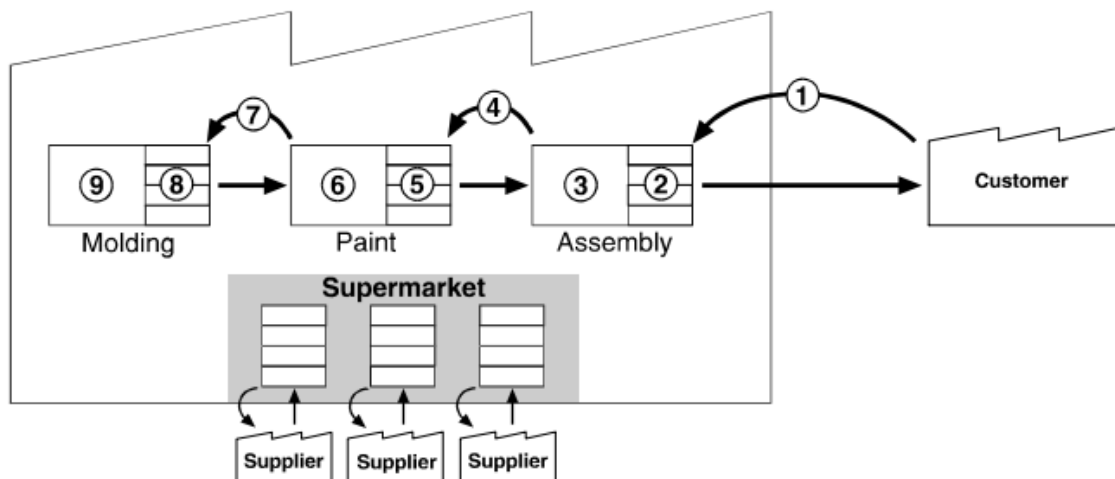 1
7
4
9
8
6
5
3
2
Customer
Molding
Paint
Assembly
Supermarket
Supplier
Supplier
Supplier